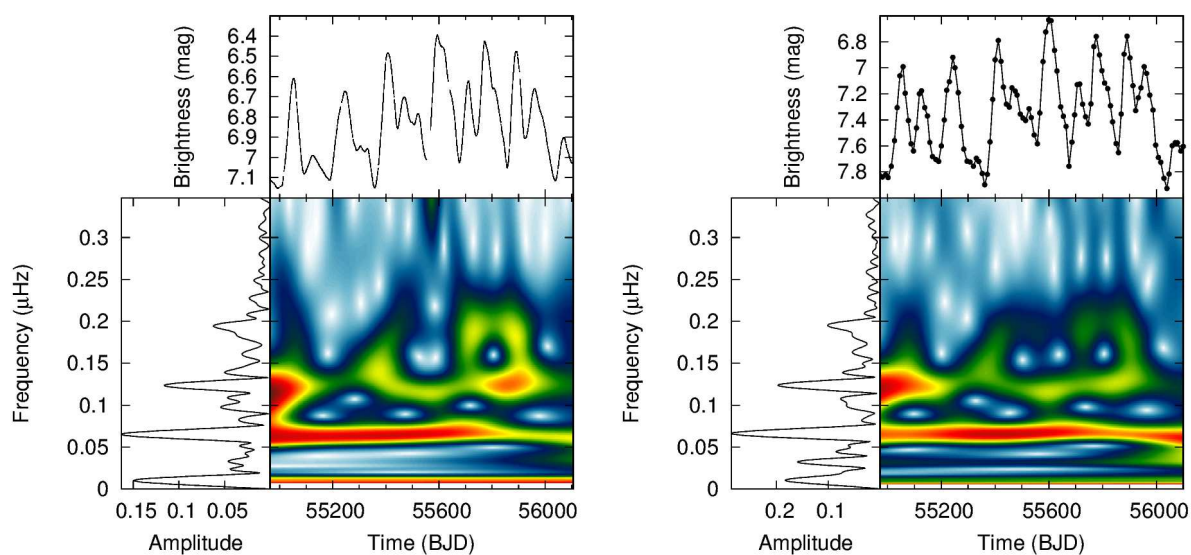 Brightness (mag)
6.4
6.5
6.6
6.8
6.9
7
7.1
Frequency (μHz)
0.3
0.25
0.2
0.15
0.1
0.05
0
0.15 0.1 0.05
Amplitude
55200 55600 56000
Time (BJD)
Brightness (mag)
6.8
7
7.2
7.4
7.6
7.8
Frequency (μHz)
0.3
0.25
0.2
0.15
0.1
0.05
0
0.2 0.1
Amplitude
55200 55600 56000
Time (BJD)